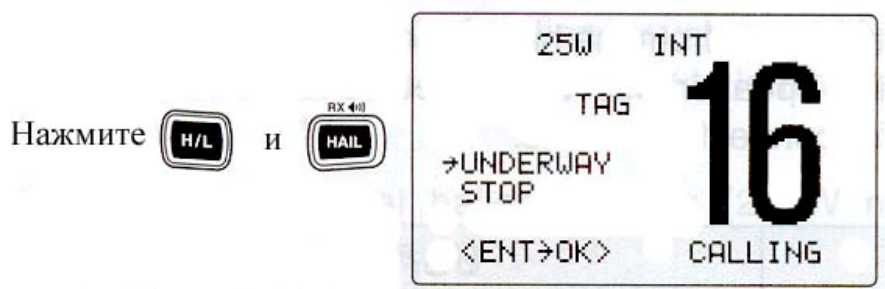 25W INT
TAG
16
Нажмите H/L и RX HAIL
→UNDERWAY
STOP
<ENT→OK> CALLING